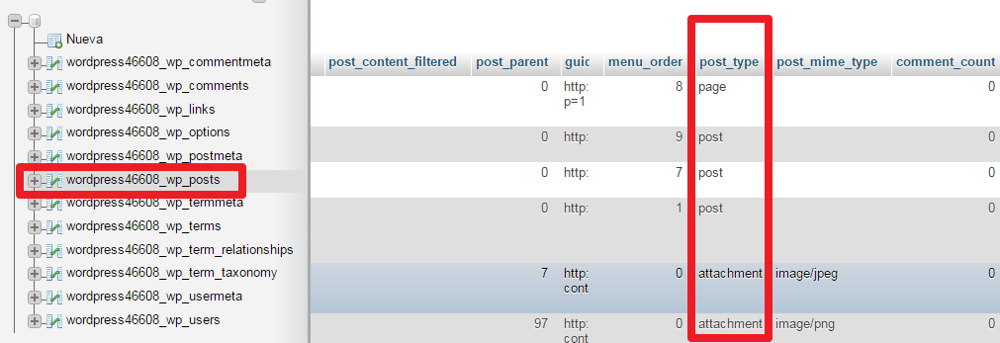 Nueva
wordpress46608_wp_commentmeta
wordpress46608_wp_comments
wordpress46608_wp_links
wordpress46608_wp_options
wordpress46608_wp_postmeta
wordpress46608_wp_posts
wordpress46608_wp_termmeta
wordpress46608_wp_terms
wordpress46608_wp_term_relationships
wordpress46608_wp_term_taxonomy
wordpress46608_wp_usermeta
wordpress46608_wp_users
post_content_filtered post_parent guid menu_order post_type post_mime_type comment_count
0 http: 8 page 0
p=1
0 http: 9 post 0
0 http: 7 post 0
0 http: 1 post 0
7 http: 0 attachment image/jpeg 0
cont
97 http: 0 attachment image/png 0
cont